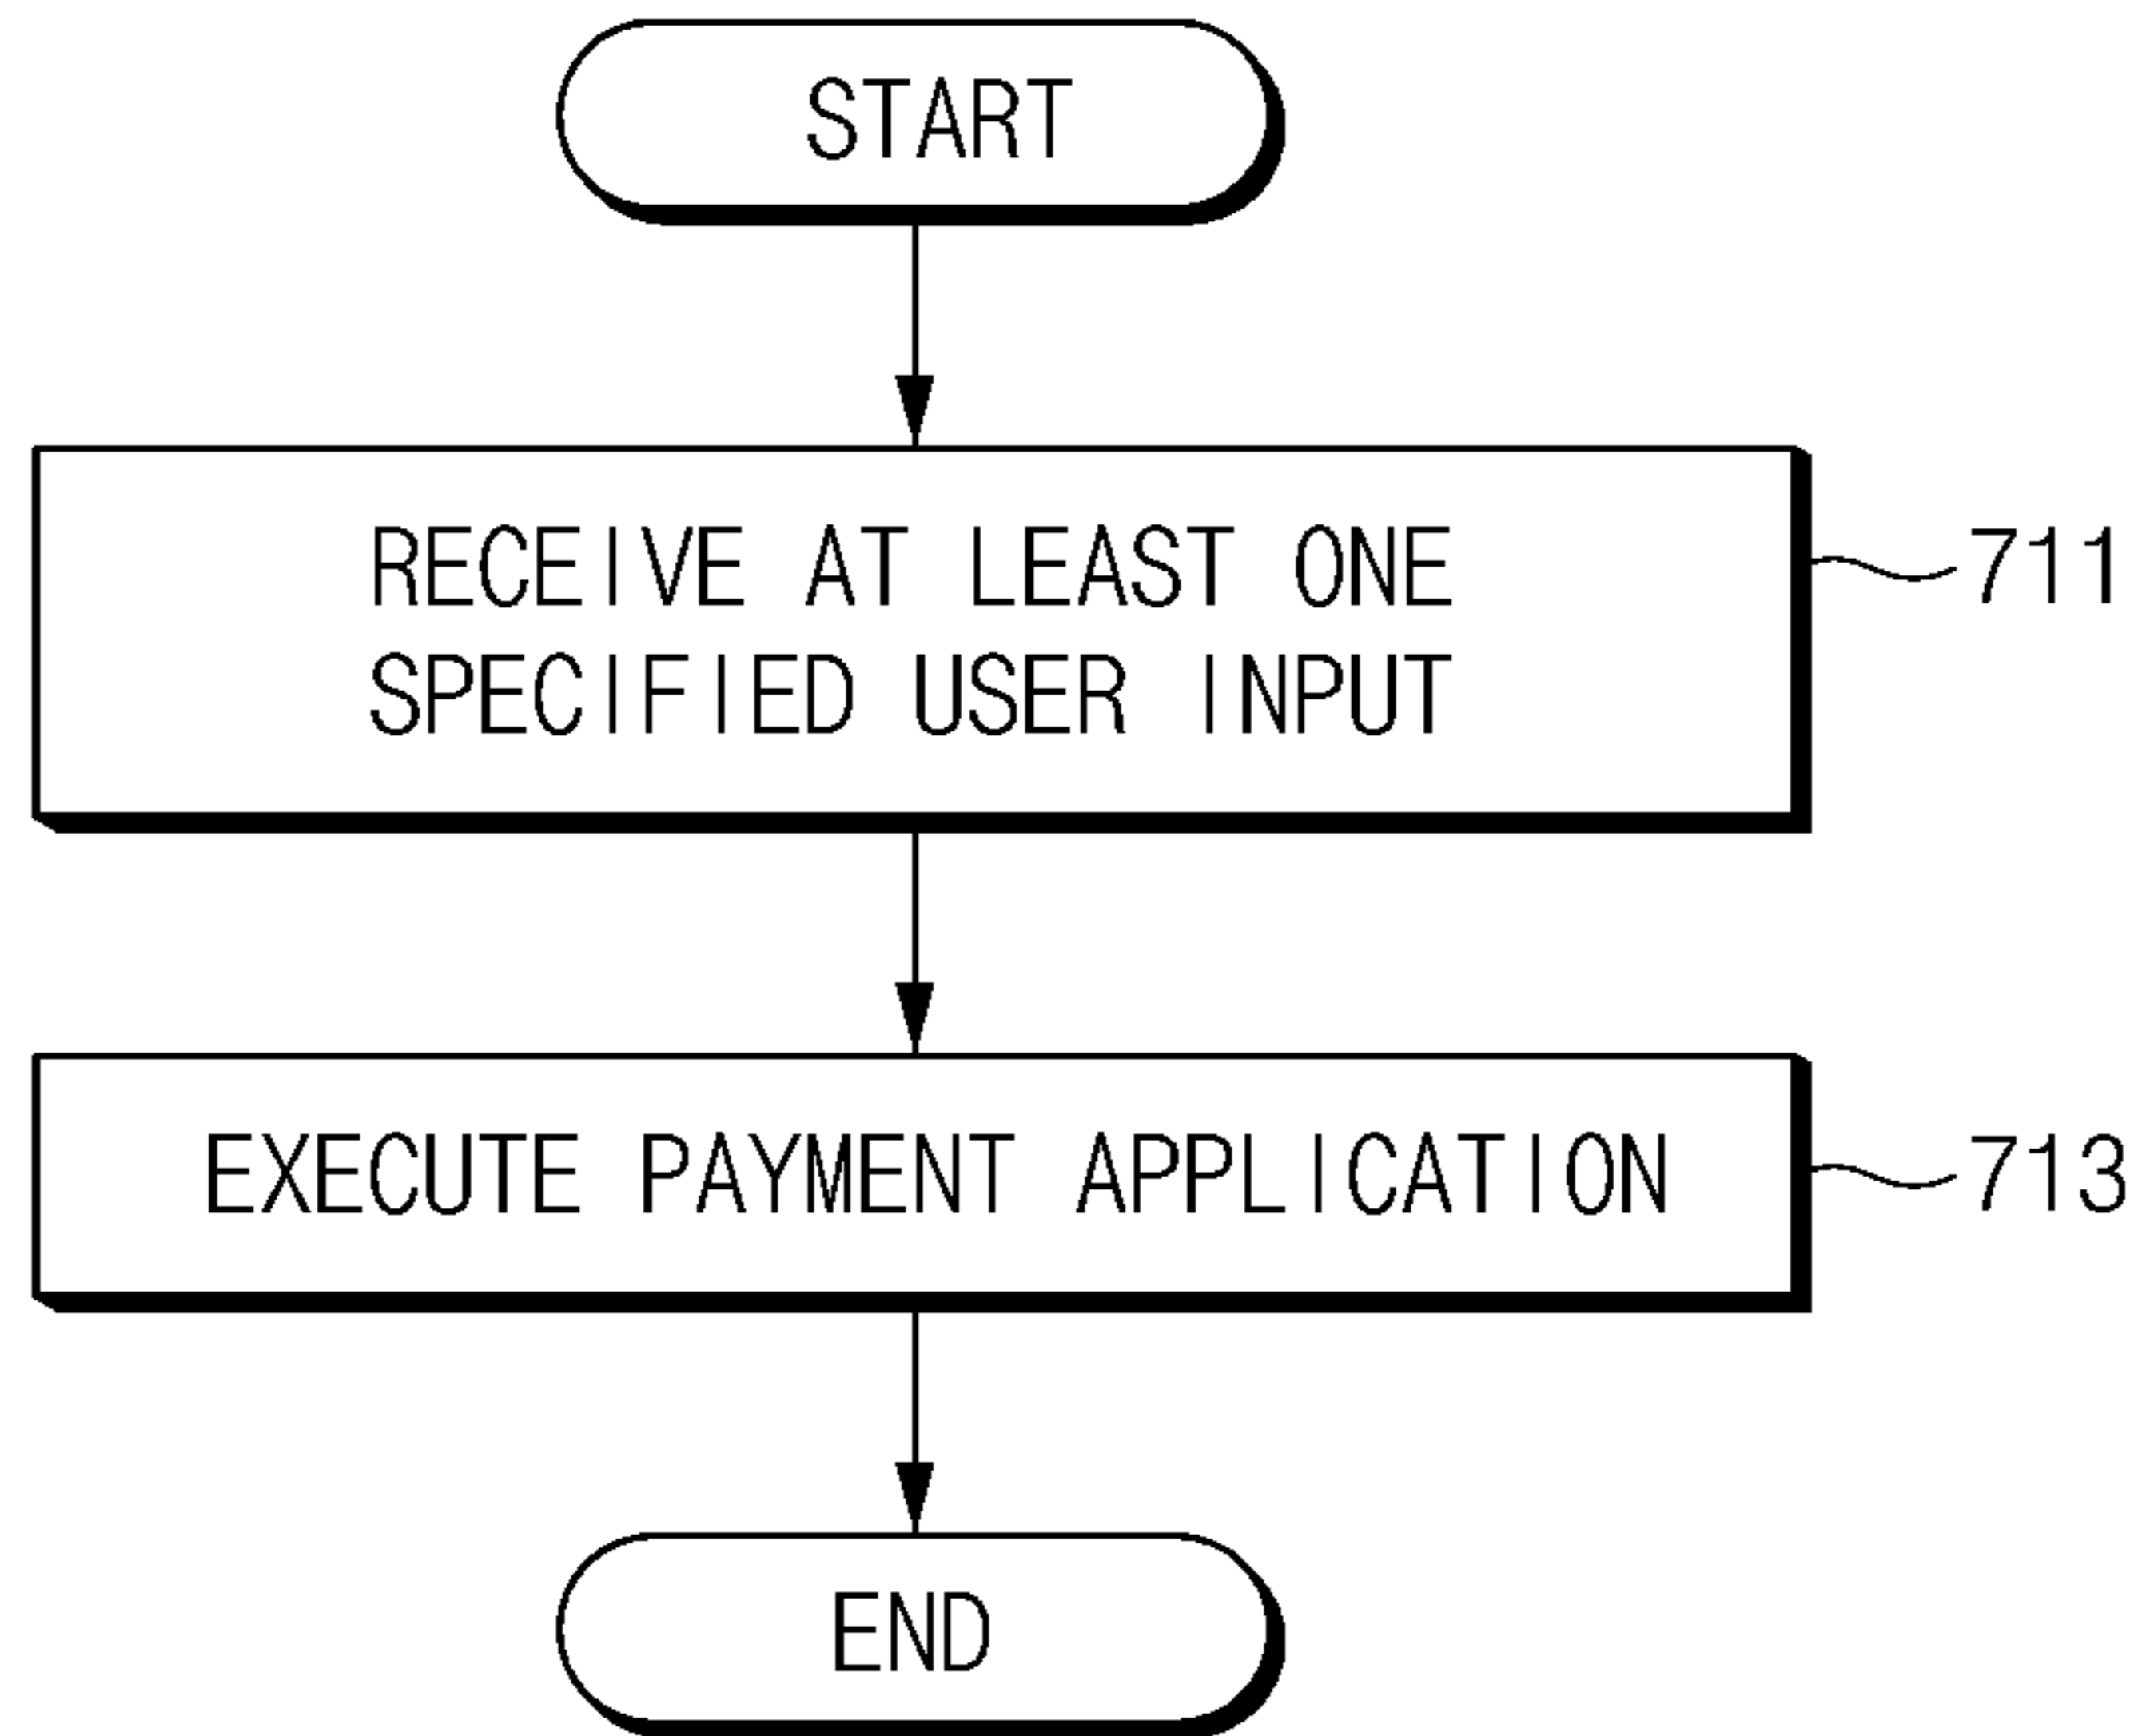 START
RECEIVE AT LEAST ONE
SPECIFIED USER INPUT
711
EXECUTE PAYMENT APPLICATION
713
END